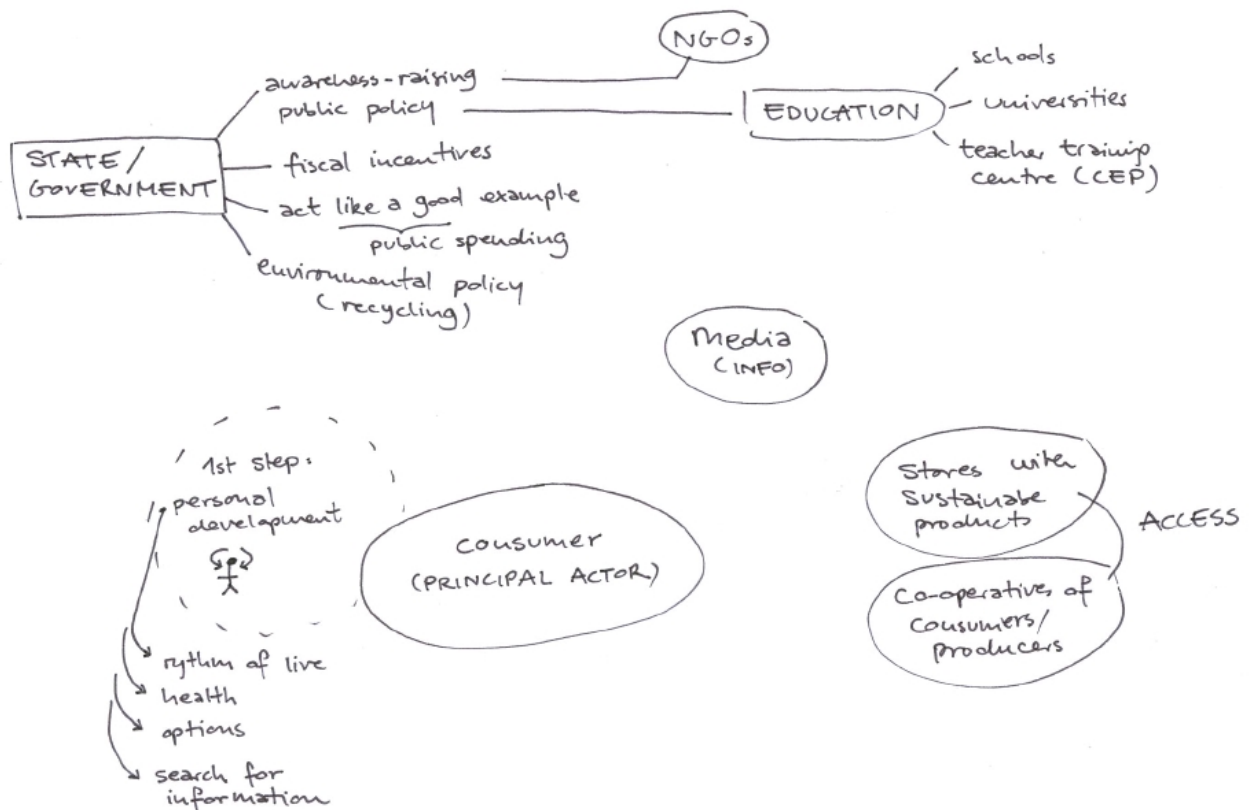 NGOs
awareness-raising
public policy
EDUCATION
schools
universities
teacher training
centre (CEP)
STATE/
GOVERNMENT
fiscal incentives
act like a good example
public spending
environmental policy
(recycling)
Media
(INFO)
1st step:
personal
development
consumer
(PRINCIPAL ACTOR)
Stores with
Sustainable
products
ACCESS
Co-operatives of
consumers/
producers
rythm of live
health
options
search for
information